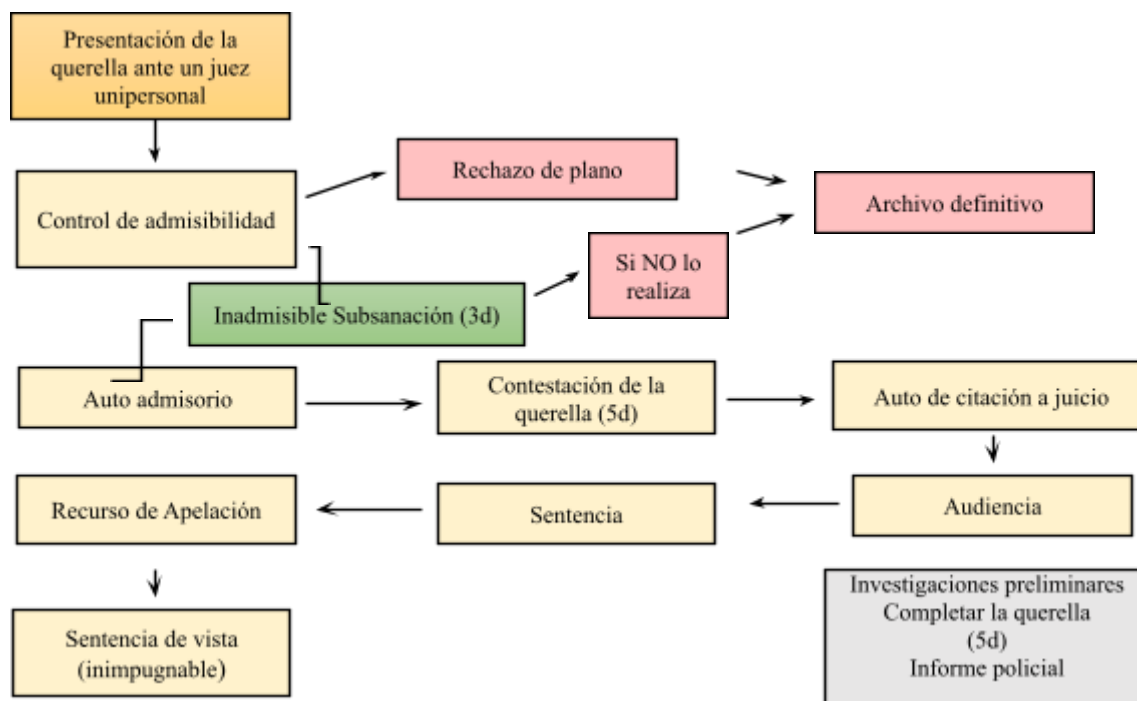 Presentación de la
querella ante un juez
unipersonal
Control de admisibilidad
Rechazo de plano
Archivo definitivo
Si NO lo
realiza
Inadmisible Subsanación (3d)
Auto admisorio
Contestación de la
querella (5d)
Auto de citación a juicio
Recurso de Apelación
Sentencia
Audiencia
Sentencia de vista
(inimpugnable)
Investigaciones preliminares
Completar la querella
(5d)
Informe policial